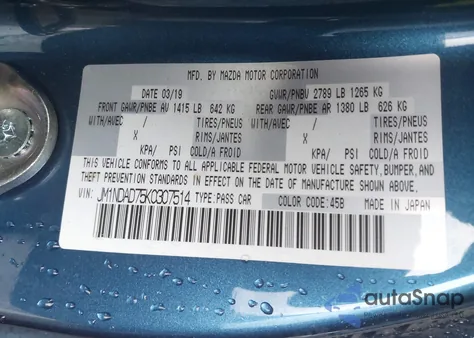 MFD. BY MAZDA MOTOR CORPORATION
DATE 03/19 GVWR/PNBV 2789 LB 1265 KG
FRONT GAWR/PNBE AV 1415 LB 642 KG REAR GAWR/PNBE AR 1380 LB 626 KG
WITH/AVEC / TIRES/PNEUS WITH/AVEC / TIRES/PNEUS
X RIMS/JANTES X RIMS/JANTES
KPA/ PSI COLD/A FROID KPA/ PSI COLD/A FROID
THIS VEHICLE CONFORMS TO ALL APPLICABLE FEDERAL MOTOR VEHICLE SAFETY, BUMPER, AND
THEFT PREVENTION STANDARDS IN EFFECT ON THE DATE OF MANUFACTURE SHOWN ABOVE.
JM1NDAD75K0307514 TYPE:PASS CAR COLOR CODE:45B MADE IN JAPAN
autoSnap